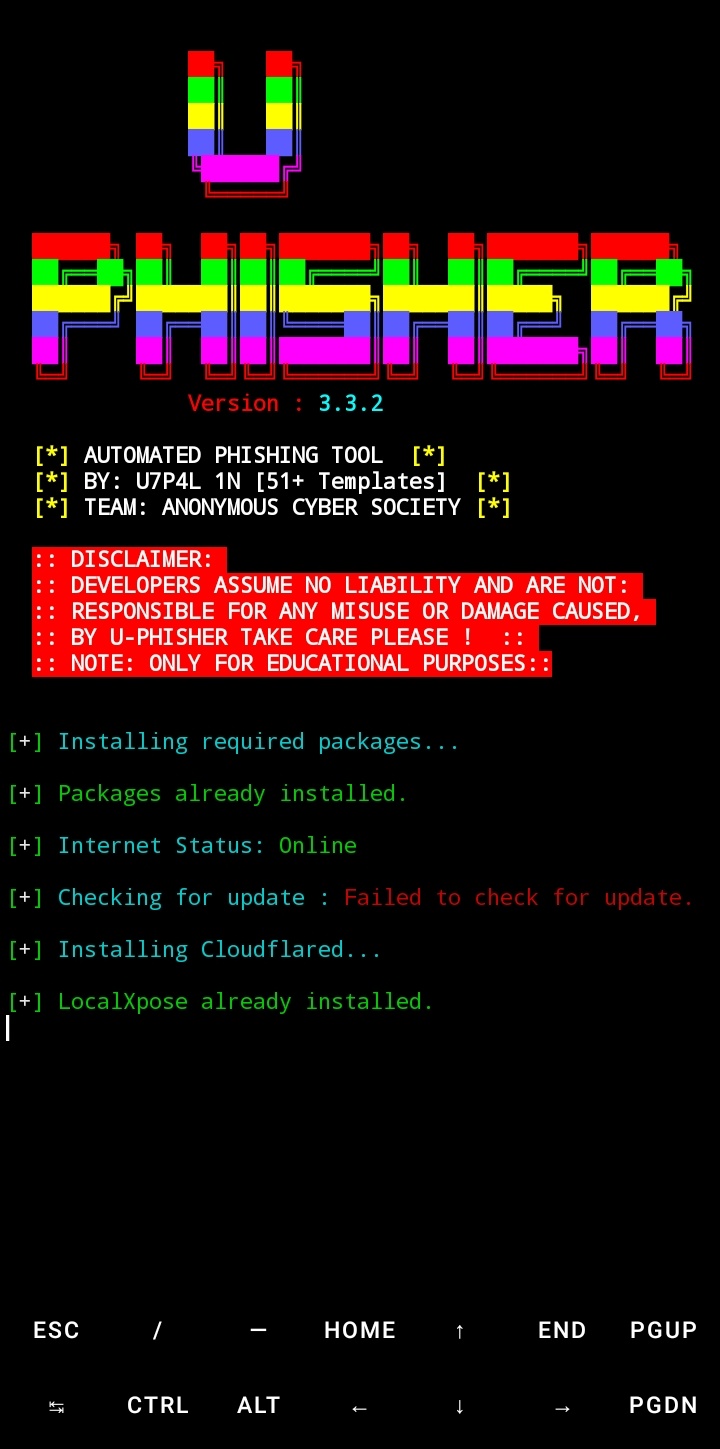 U
PHISHER
Version : 3.3.2
[*] AUTOMATED PHISHING TOOL [*]
[*] BY: U7P4L 1N [51+ Templates] [*]
[*] TEAM: ANONYMOUS CYBER SOCIETY [*]
:: DISCLAIMER:
:: DEVELOPERS ASSUME NO LIABILITY AND ARE NOT:
:: RESPONSIBLE FOR ANY MISUSE OR DAMAGE CAUSED,
:: BY U-PHISHER TAKE CARE PLEASE ! ::
:: NOTE: ONLY FOR EDUCATIONAL PURPOSES::
[+] Installing required packages...
[+] Packages already installed.
[+] Internet Status: Online
[+] Checking for update : Failed to check for update.
[+] Installing Cloudflared...
[+] LocalXpose already installed.
ESC / — HOME ↑ END PGUP
↹ CTRL ALT ← ↓ → PGDN